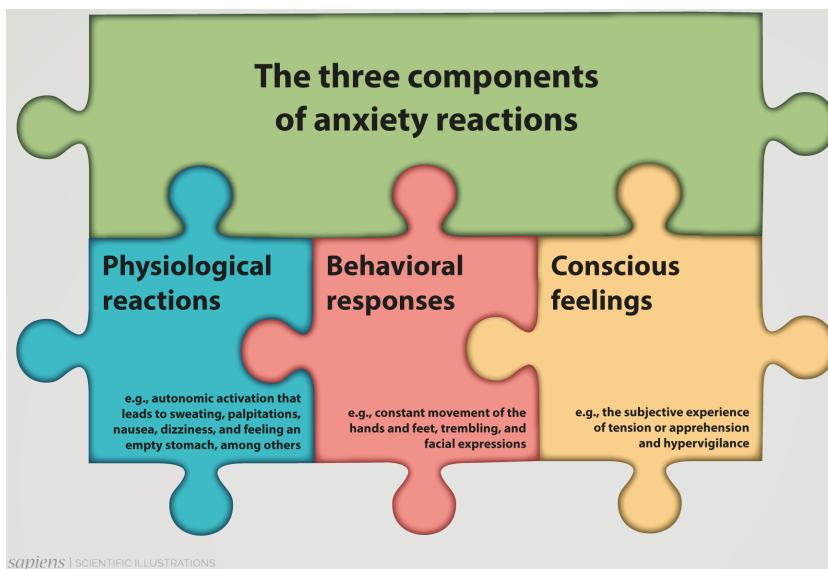 The three components
of anxiety reactions
Physiological
reactions
e.g., autonomic activation that
leads to sweating, palpitations,
nausea, dizziness, and feeling an
empty stomach, among others
Behavioral
responses
e.g., constant movement of the
hands and feet, trembling, and
facial expressions
Conscious
feelings
e.g., the subjective experience
of tension or apprehension
and hypervigilance
sapiens | SCIENTIFIC ILLUSTRATIONS